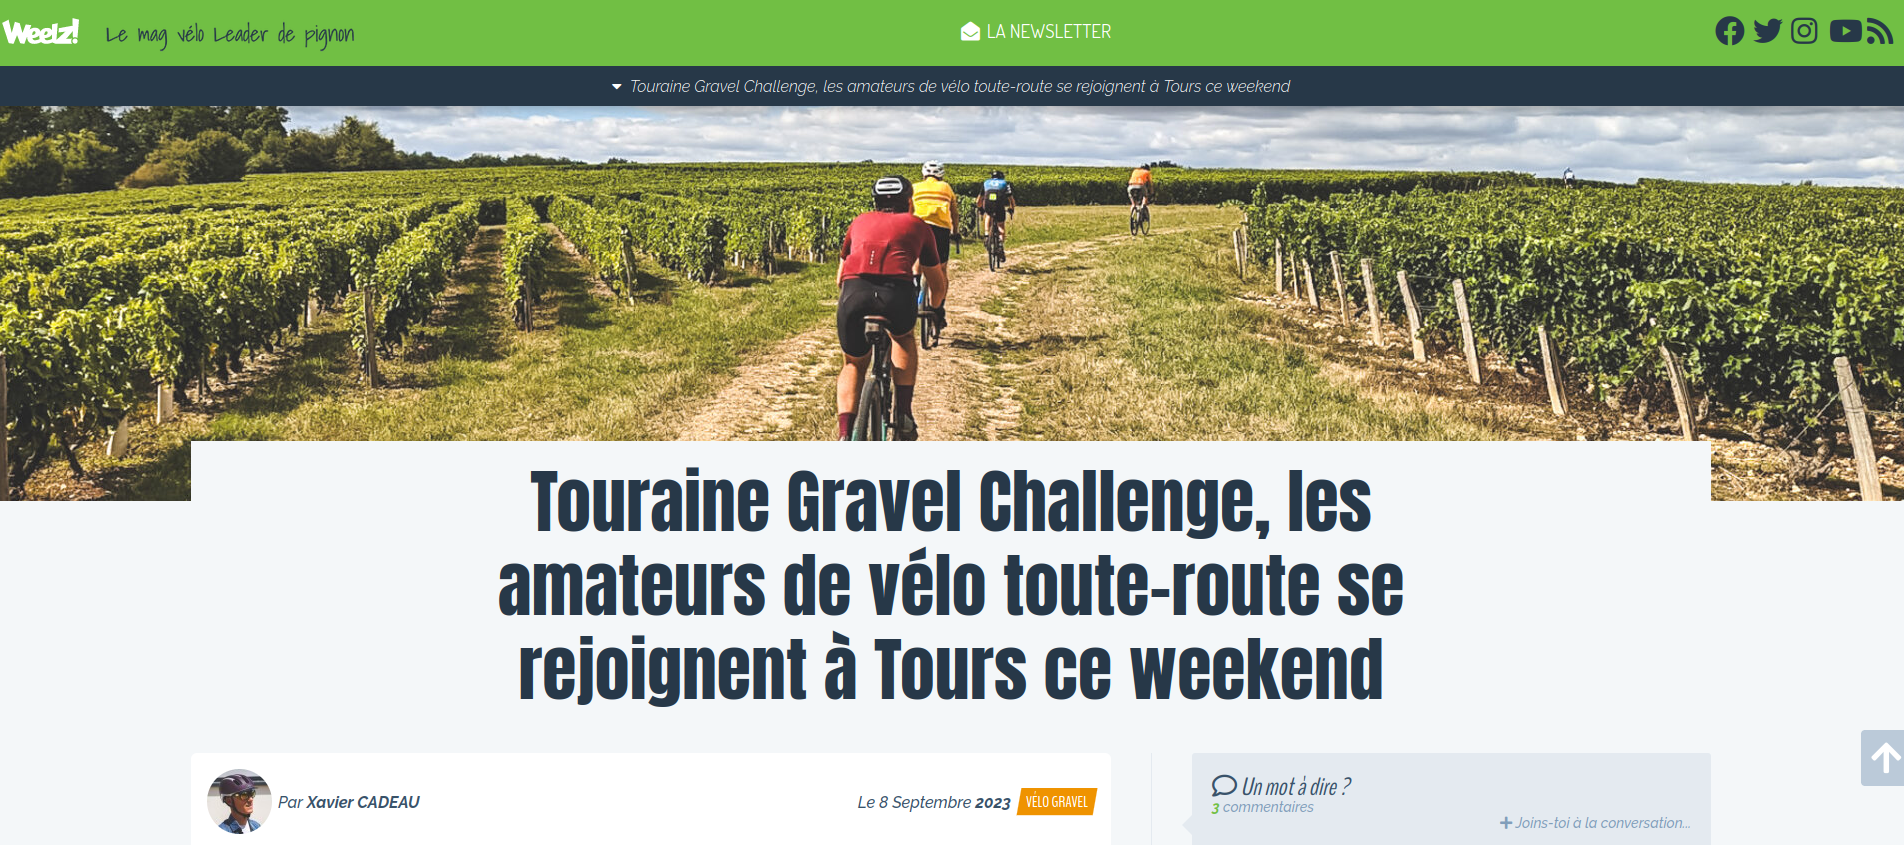 Weelz!
Le mag vélo Leader de pignon
LA NEWSLETTER
Touraine Gravel Challenge, les amateurs de vélo toute-route se rejoignent à Tours ce weekend
Touraine Gravel Challenge, les
amateurs de vélo toute-route se
rejoignent à Tours ce weekend
Par Xavier CADEAU
Le 8 Septembre 2023
VÉLO GRAVEL
Un mot à dire ?
3 commentaires
Joins-toi à la conversation...